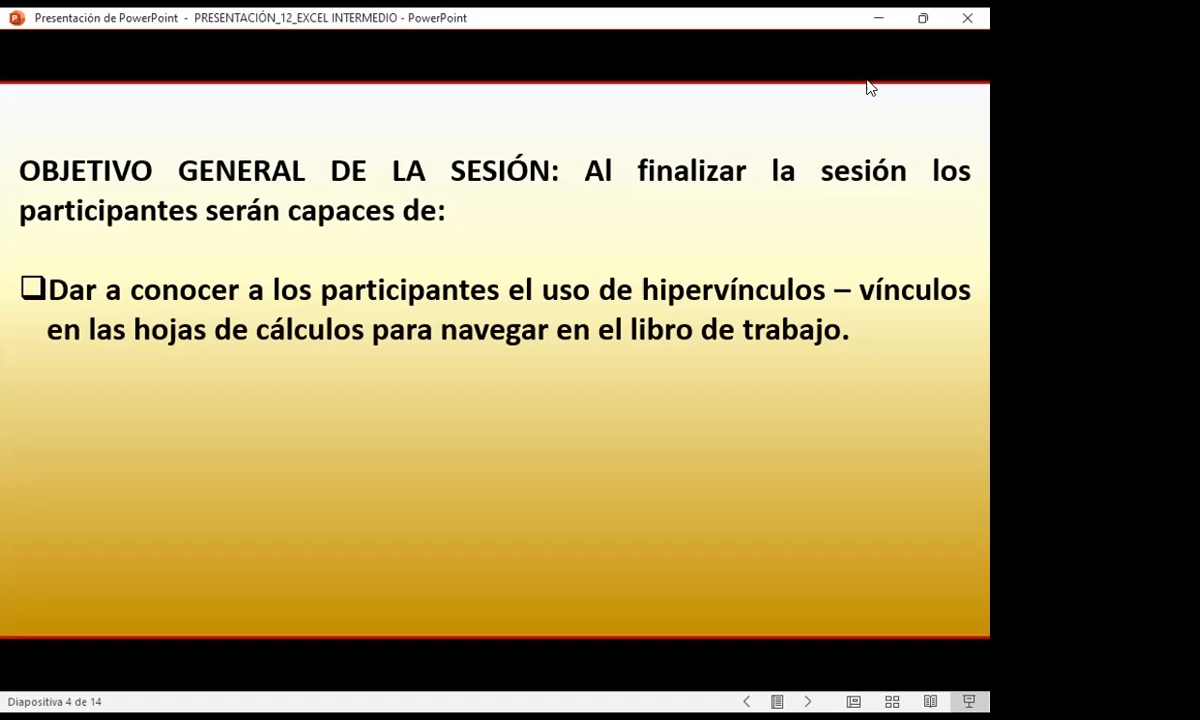 Presentación de PowerPoint - PRESENTACIÓN_12_EXCEL INTERMEDIO - PowerPoint
OBJETIVO GENERAL DE LA SESIÓN: Al finalizar la sesión los
participantes serán capaces de:
Dar a conocer a los participantes el uso de hipervínculos – vínculos
en las hojas de cálculos para navegar en el libro de trabajo.
Diapositiva 4 de 14